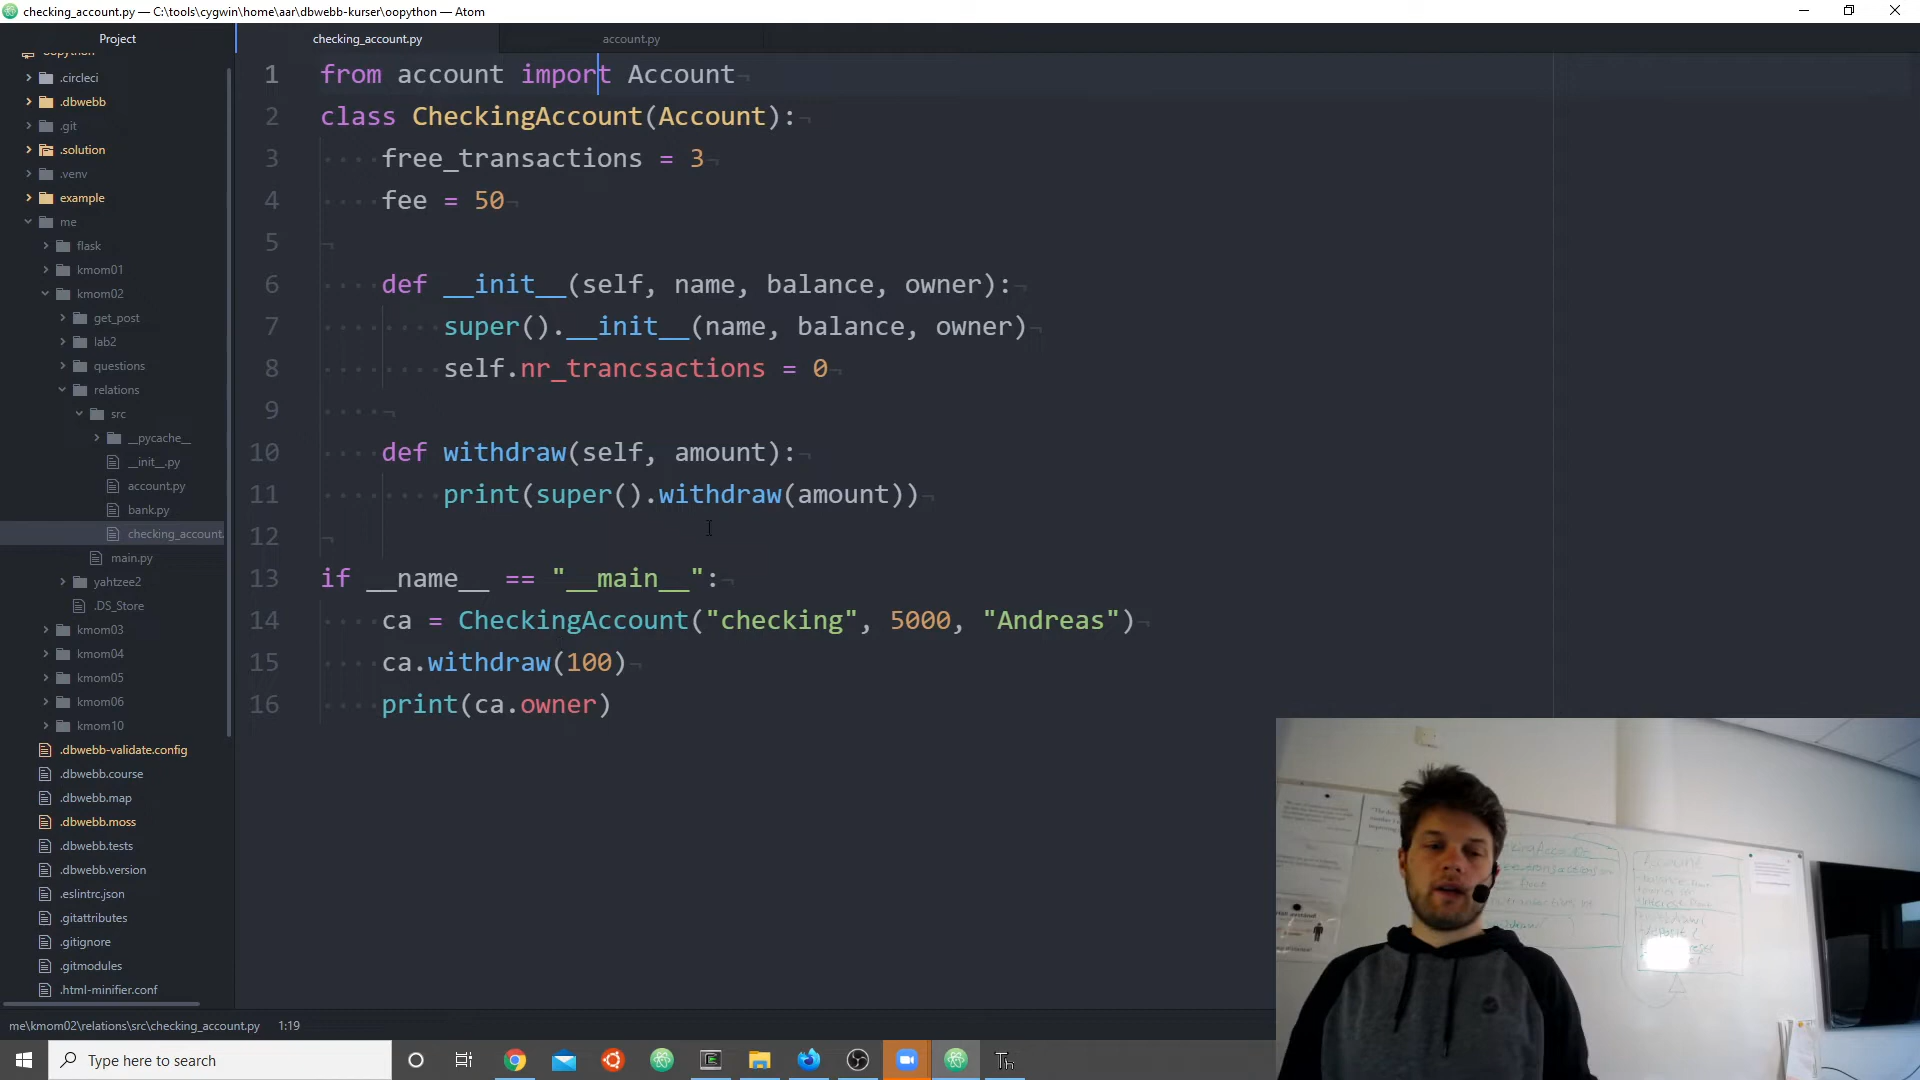 checking_account.py — C:\tools\cygwin\home\aar\dbwebb-kurser\oopython — Atom
Project
checking_account.py
account.py
oopython
.circleci
.dbwebb
.git
.solution
.venv
example
me
flask
kmom01
kmom02
get_post
lab2
questions
relations
src
__pycache__
__init__.py
account.py
bank.py
checking_account.
main.py
yahtzee2
.DS_Store
kmom03
kmom04
kmom05
kmom06
kmom10
.dbwebb-validate.config
.dbwebb.course
.dbwebb.map
.dbwebb.moss
.dbwebb.tests
.dbwebb.version
.eslintrc.json
.gitattributes
.gitignore
.gitmodules
.html-minifier.conf
1 from account import Account
2 class CheckingAccount(Account):
3     free_transactions = 3
4     fee = 50
5
6     def __init__(self, name, balance, owner):
7         super().__init__(name, balance, owner)
8         self.nr_trancsactions = 0
9
10     def withdraw(self, amount):
11         print(super().withdraw(amount))
12
13 if __name__ == "__main__":
14     ca = CheckingAccount("checking", 5000, "Andreas")
15     ca.withdraw(100)
16     print(ca.owner)
Account
me\kmom02\relations\src\checking_account.py 1:19
Type here to search